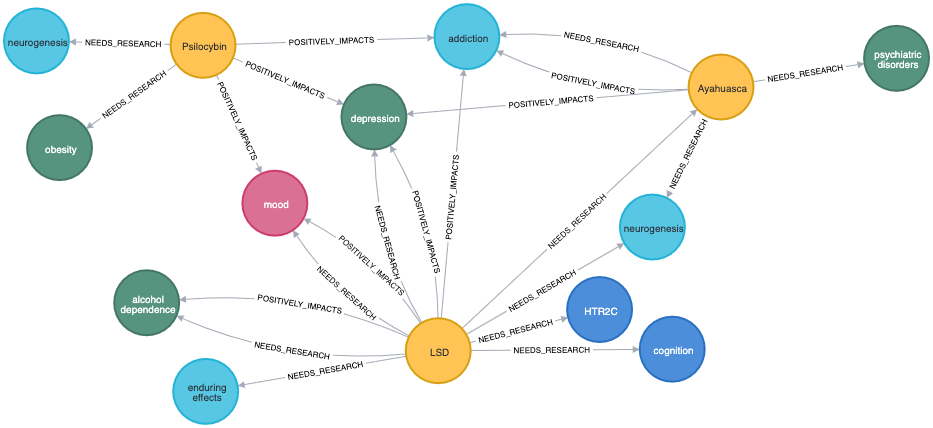 neurogenesis
NEEDS_RESEARCH
Psilocybin
POSITIVELY_IMPACTS
addiction
NEEDS_RESEARCH
psychiatric
disorders
NEEDS_RESEARCH
POSITIVELY_IMPACTS
Ayahuasca
POSITIVELY_IMPACTS
NEEDS_RESEARCH
POSITIVELY_IMPACTS
depression
obesity
POSITIVELY_IMPACTS
NEEDS_RESEARCH
mood
POSITIVELY_IMPACTS
NEEDS_RESEARCH
POSITIVELY_IMPACTS
NEEDS_RESEARCH
neurogenesis
POSITIVELY_IMPACTS
NEEDS_RESEARCH
NEEDS_RESEARCH
alcohol
dependence
POSITIVELY_IMPACTS
HTR2C
NEEDS_RESEARCH
NEEDS_RESEARCH
LSD
NEEDS_RESEARCH
cognition
NEEDS_RESEARCH
enduring
effects